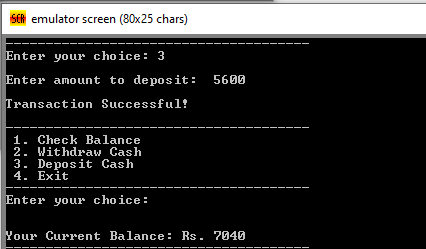 emulator screen (80x25 chars)
--------------------------------------
Enter your choice: 3
Enter amount to deposit:  5600
Transaction Successful!
--------------------------------------
1. Check Balance
2. Withdraw Cash
3. Deposit Cash
4. Exit
--------------------------------------
Enter your choice:
Your Current Balance: Rs. 7040
--------------------------------------